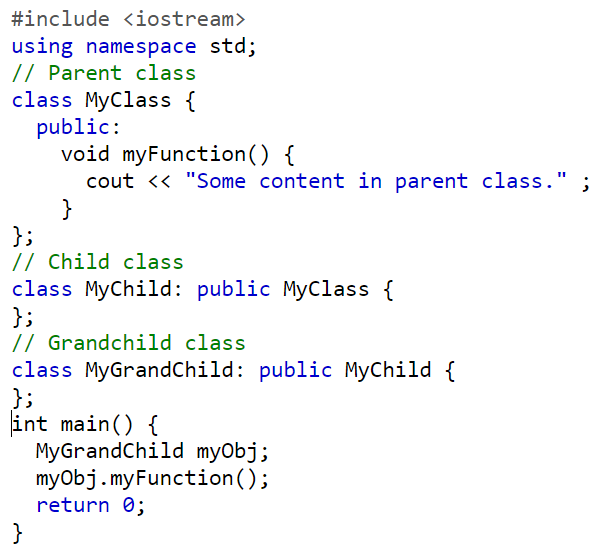 #include <iostream>
using namespace std;
// Parent class
class MyClass {
  public:
    void myFunction() {
      cout << "Some content in parent class." ;
    }
};
// Child class
class MyChild: public MyClass {
};
// Grandchild class
class MyGrandChild: public MyChild {
};
int main() {
  MyGrandChild myObj;
  myObj.myFunction();
  return 0;
}